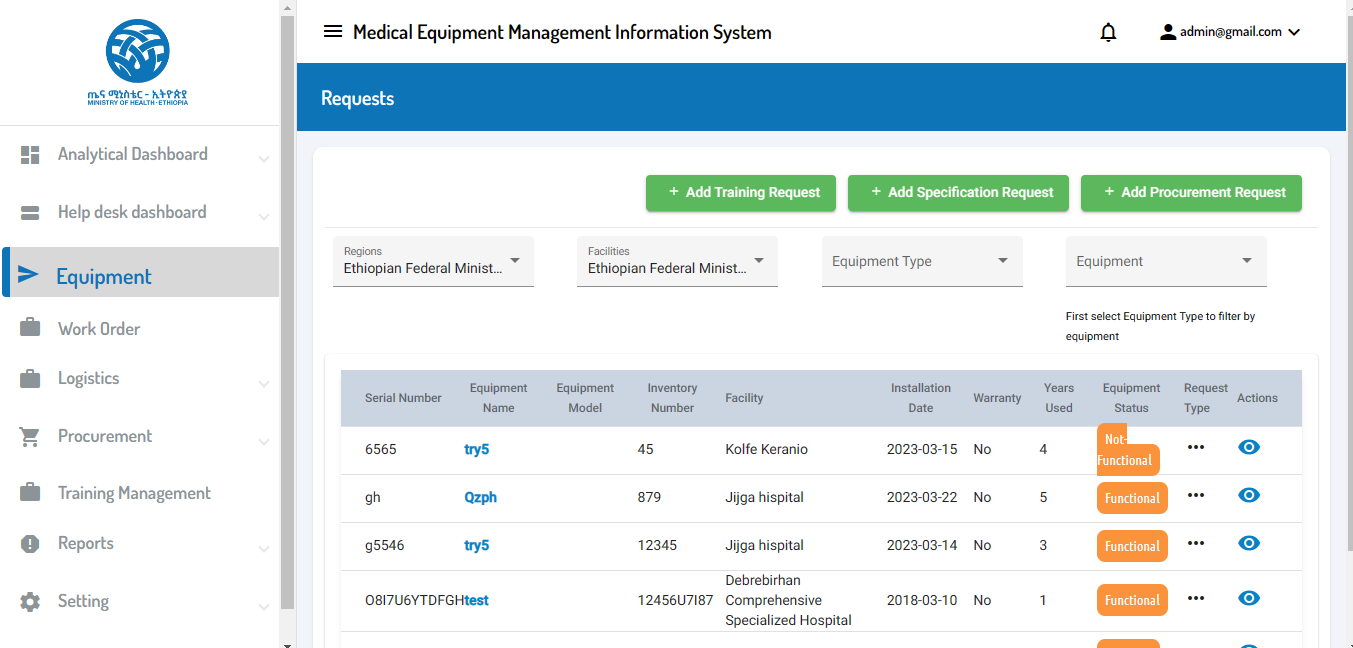 ጤና ሚኒስቴር - ኢትዮጵያ
MINISTRY OF HEALTH-ETHIOPIA
Medical Equipment Management Information System
admin@gmail.com
Requests
Analytical Dashboard
Help desk dashboard
Equipment
Work Order
Logistics
Procurement
Training Management
Reports
Setting
+ Add Training Request
+ Add Specification Request
+ Add Procurement Request
Regions
Ethiopian Federal Minist...
Facilities
Ethiopian Federal Minist...
Equipment Type
Equipment
First select Equipment Type to filter by
equipment
Serial Number Equipment Name Equipment Model Inventory Number Facility Installation Date Warranty Years Used Equipment Status Request Type Actions
6565 try5 45 Kolfe Keranio 2023-03-15 No 4 Not-Functional
gh Qzph 879 Jijga hispital 2023-03-22 No 5 Functional
g5546 try5 12345 Jijga hispital 2023-03-14 No 3 Functional
O8I7U6YTDFGH test 12456U7I87 Debrebirhan Comprehensive Specialized Hospital 2018-03-10 No 1 Functional